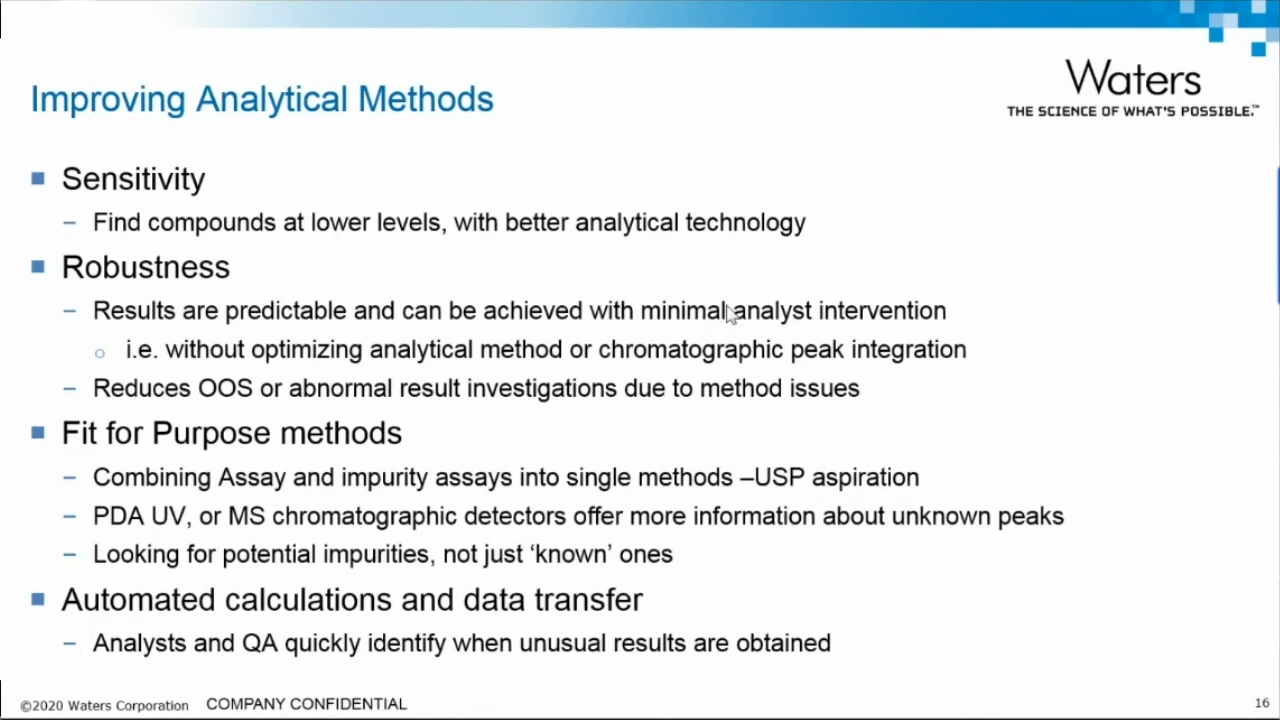 Waters
THE SCIENCE OF WHAT'S POSSIBLE.™
Improving Analytical Methods
Sensitivity
– Find compounds at lower levels, with better analytical technology
Robustness
– Results are predictable and can be achieved with minimal analyst intervention
i.e. without optimizing analytical method or chromatographic peak integration
– Reduces OOS or abnormal result investigations due to method issues
Fit for Purpose methods
– Combining Assay and impurity assays into single methods –USP aspiration
– PDA UV, or MS chromatographic detectors offer more information about unknown peaks
– Looking for potential impurities, not just ‘known’ ones
Automated calculations and data transfer
– Analysts and QA quickly identify when unusual results are obtained
©2020 Waters Corporation COMPANY CONFIDENTIAL 16